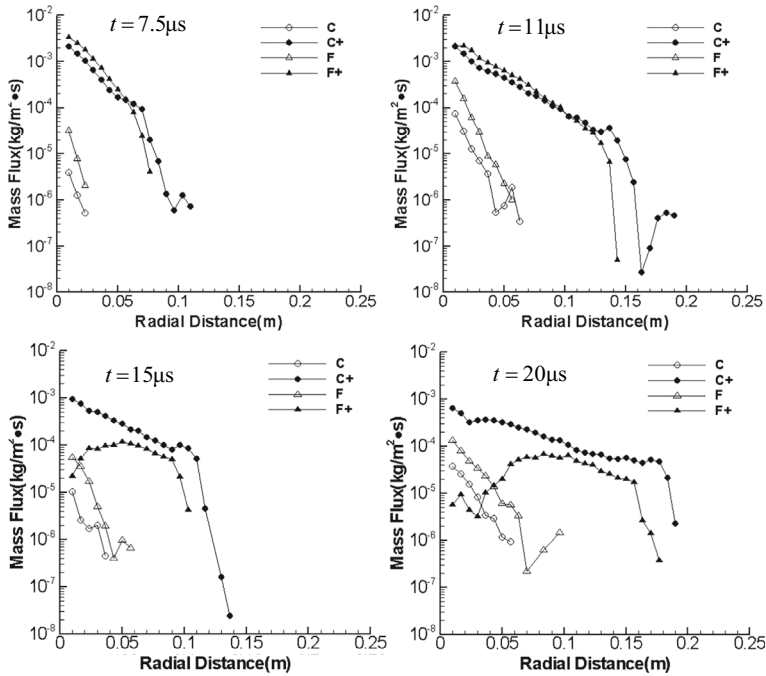 t = 7.5μs
C
C+
F
F+
Mass Flux(kg/m²•s)
10⁻²
10⁻³
10⁻⁴
10⁻⁵
10⁻⁶
10⁻⁷
10⁻⁸
0 0.05 0.1 0.15 0.2 0.25
Radial Distance(m)
t = 11μs
C
C+
F
F+
Mass Flux(kg/m²•s)
10⁻²
10⁻³
10⁻⁴
10⁻⁵
10⁻⁶
10⁻⁷
10⁻⁸
0 0.05 0.1 0.15 0.2 0.25
Radial Distance(m)
t = 15μs
C
C+
F
F+
Mass Flux(kg/m²•s)
10⁻²
10⁻³
10⁻⁴
10⁻⁵
10⁻⁶
10⁻⁷
10⁻⁸
0 0.05 0.1 0.15 0.2 0.25
Radial Distance(m)
t = 20μs
C
C+
F
F+
Mass Flux(kg/m²•s)
10⁻²
10⁻³
10⁻⁴
10⁻⁵
10⁻⁶
10⁻⁷
10⁻⁸
0 0.05 0.1 0.15 0.2 0.25
Radial Distance(m)